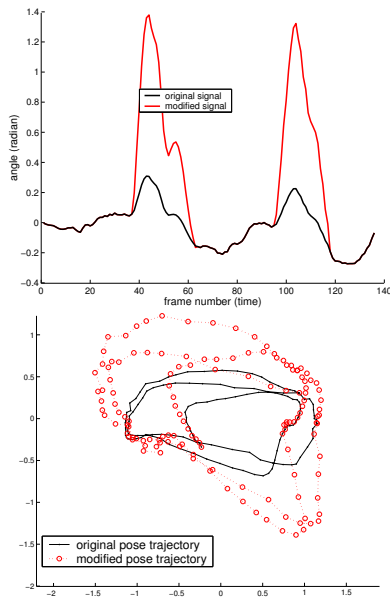 1.4
1.2
1
0.8
0.6
0.4
0.2
0
−0.2
−0.4
angle (radian)
original signal
modified signal
0 20 40 60 80 100 120 140
frame number (time)
1
0.5
0
−0.5
−1
−1.5
−2
original pose trajectory
modified pose trajectory
−2 −1.5 −1 −0.5 0 0.5 1 1.5